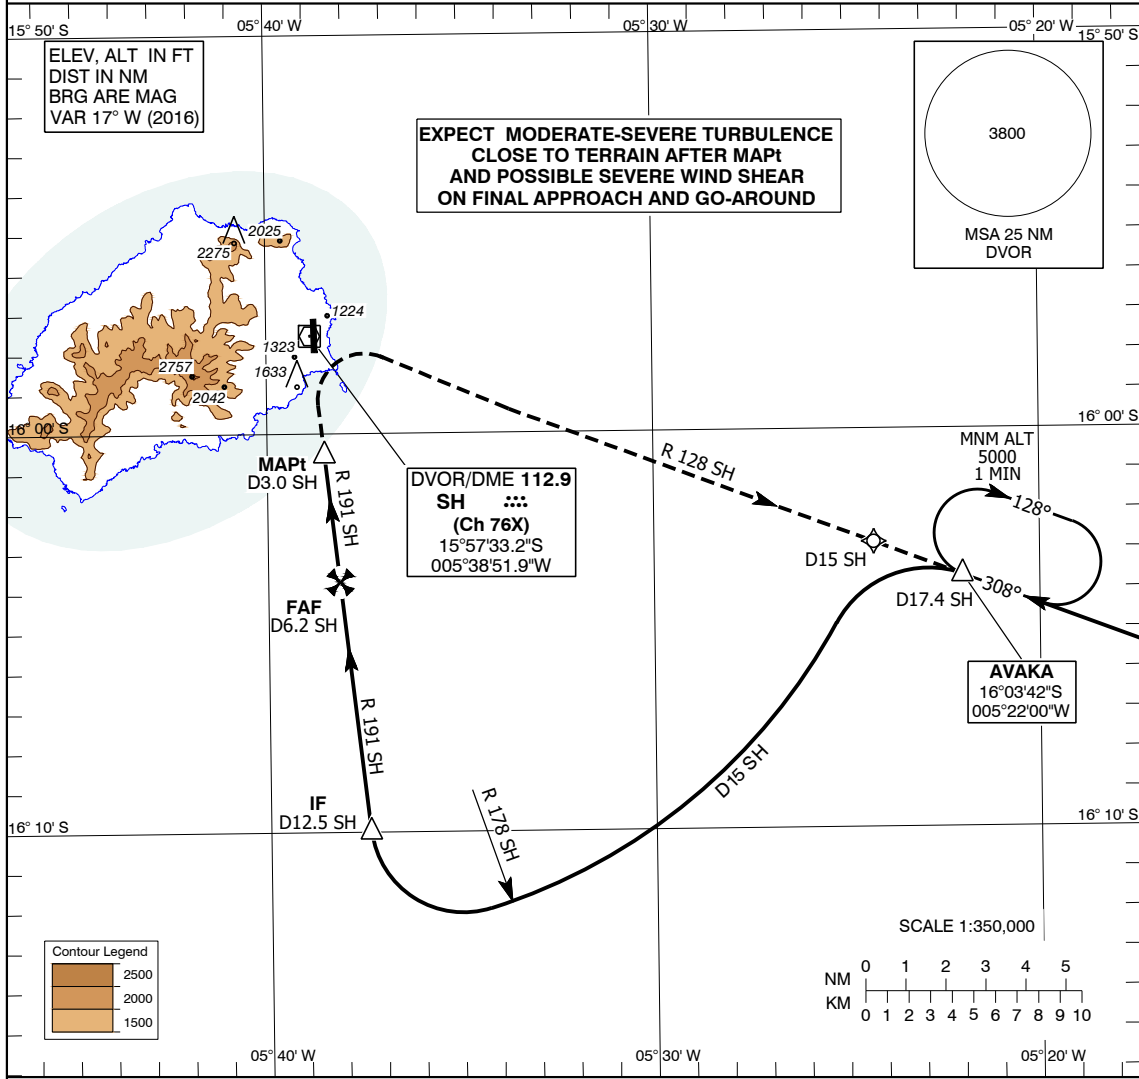 05°40' W
05°30' W
05°20' W
15°50' S
15°50' S
ELEV, ALT IN FT
DIST IN NM
BRG ARE MAG
VAR 17° W (2016)
EXPECT MODERATE-SEVERE TURBULENCE
CLOSE TO TERRAIN AFTER MAPt
AND POSSIBLE SEVERE WIND SHEAR
ON FINAL APPROACH AND GO-AROUND
3800
MSA 25 NM
DVOR
2025
2275
1224
1323
1633
2757
2042
16°00' S
16°00' S
MAPt
D3.0 SH
R 191 SH
DVOR/DME 112.9
SH
(Ch 76X)
15°57'33.2"S
005°38'51.9"W
R 128 SH
MNM ALT
5000
1 MIN
128°
308°
D15 SH
D17.4 SH
FAF
D6.2 SH
AVAKA
16°03'42"S
005°22'00"W
R 191 SH
D15 SH
IF
D12.5 SH
R 178 SH
16°10' S
16°10' S
SCALE 1:350,000
NM
0 1 2 3 4 5
KM
0 1 2 3 4 5 6 7 8 9 10
Contour Legend
2500
2000
1500
05°40' W
05°30' W
05°20' W